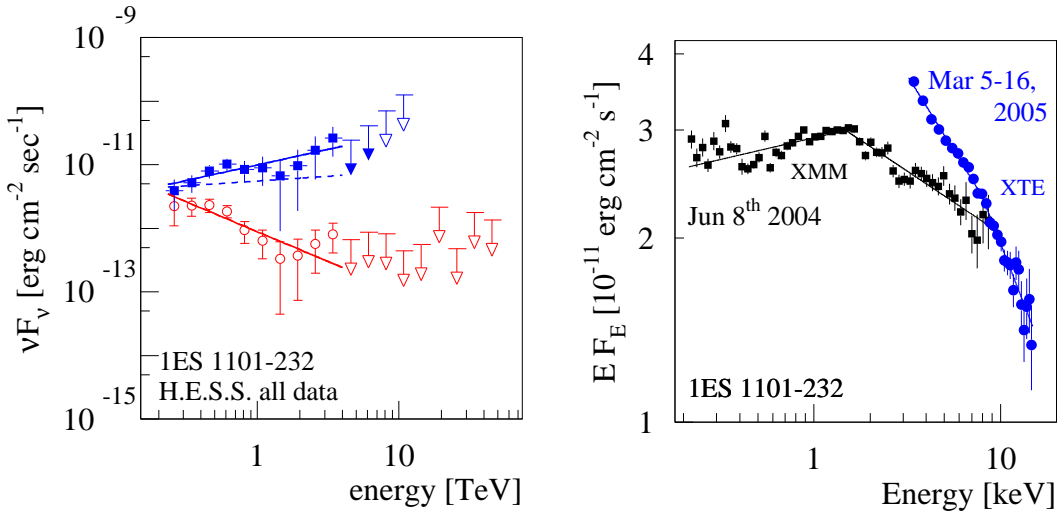 10 -9
10 -11
10 -13
10 -15
νFν [erg cm-2 sec-1]
1ES 1101-232
H.E.S.S. all data
1
10
energy [TeV]
4
3
2
1
E FE [10-11 erg cm-2 s-1]
Mar 5-16,
2005
XMM
XTE
Jun 8th 2004
1ES 1101-232
1
10
Energy [keV]